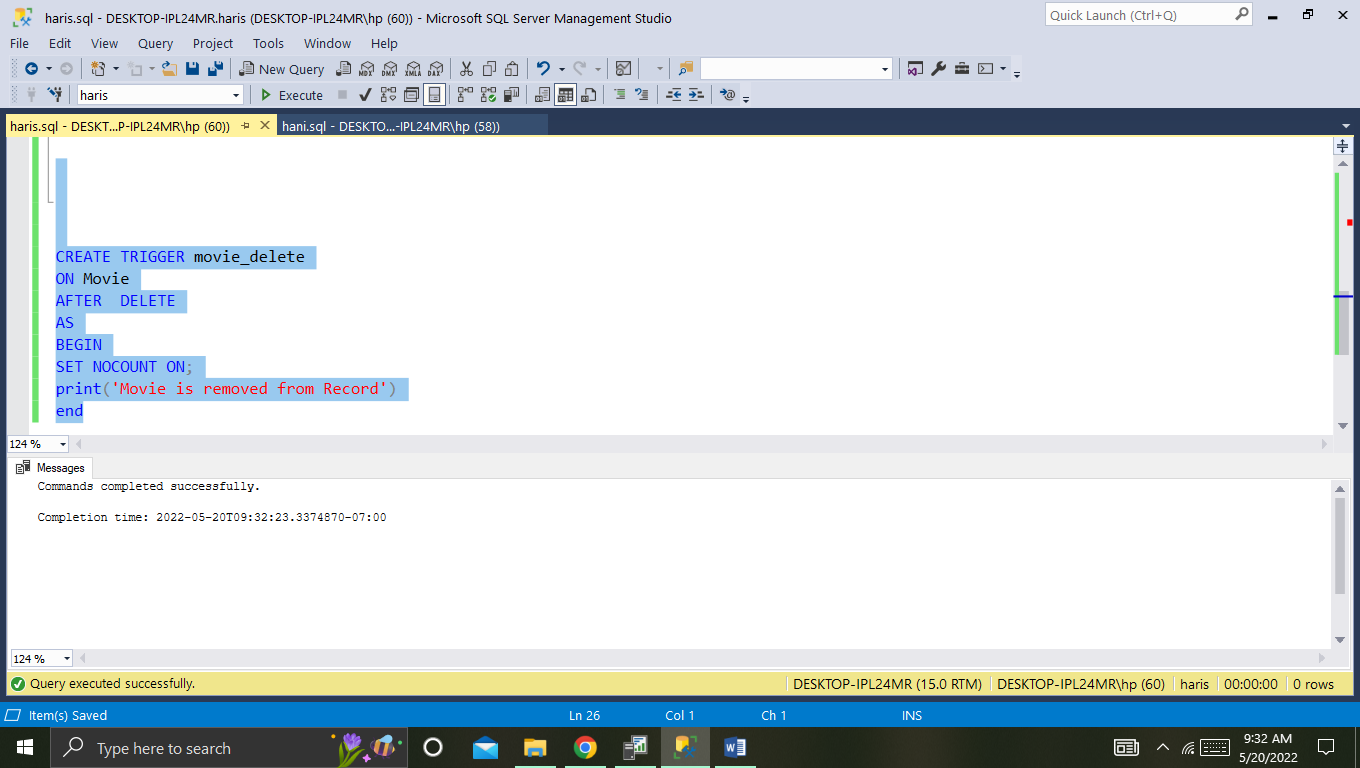 haris.sql - DESKTOP-IPL24MR.haris (DESKTOP-IPL24MR\hp (60)) - Microsoft SQL Server Management Studio
Quick Launch (Ctrl+Q)
File Edit View Query Project Tools Window Help
New Query MDX DMX XMLA DAX
haris Execute
haris.sql - DESKT...P-IPL24MR\hp (60)) hani.sql - DESKTO...-IPL24MR\hp (58))
CREATE TRIGGER movie_delete
ON Movie
AFTER  DELETE
AS
BEGIN
SET NOCOUNT ON;
print('Movie is removed from Record')
end
124 %
Messages
Commands completed successfully.
Completion time: 2022-05-20T09:32:23.3374870-07:00
124 %
Query executed successfully. DESKTOP-IPL24MR (15.0 RTM) DESKTOP-IPL24MR\hp (60) haris 00:00:00 0 rows
Item(s) Saved Ln 26 Col 1 Ch 1 INS
Type here to search
9:32 AM
5/20/2022